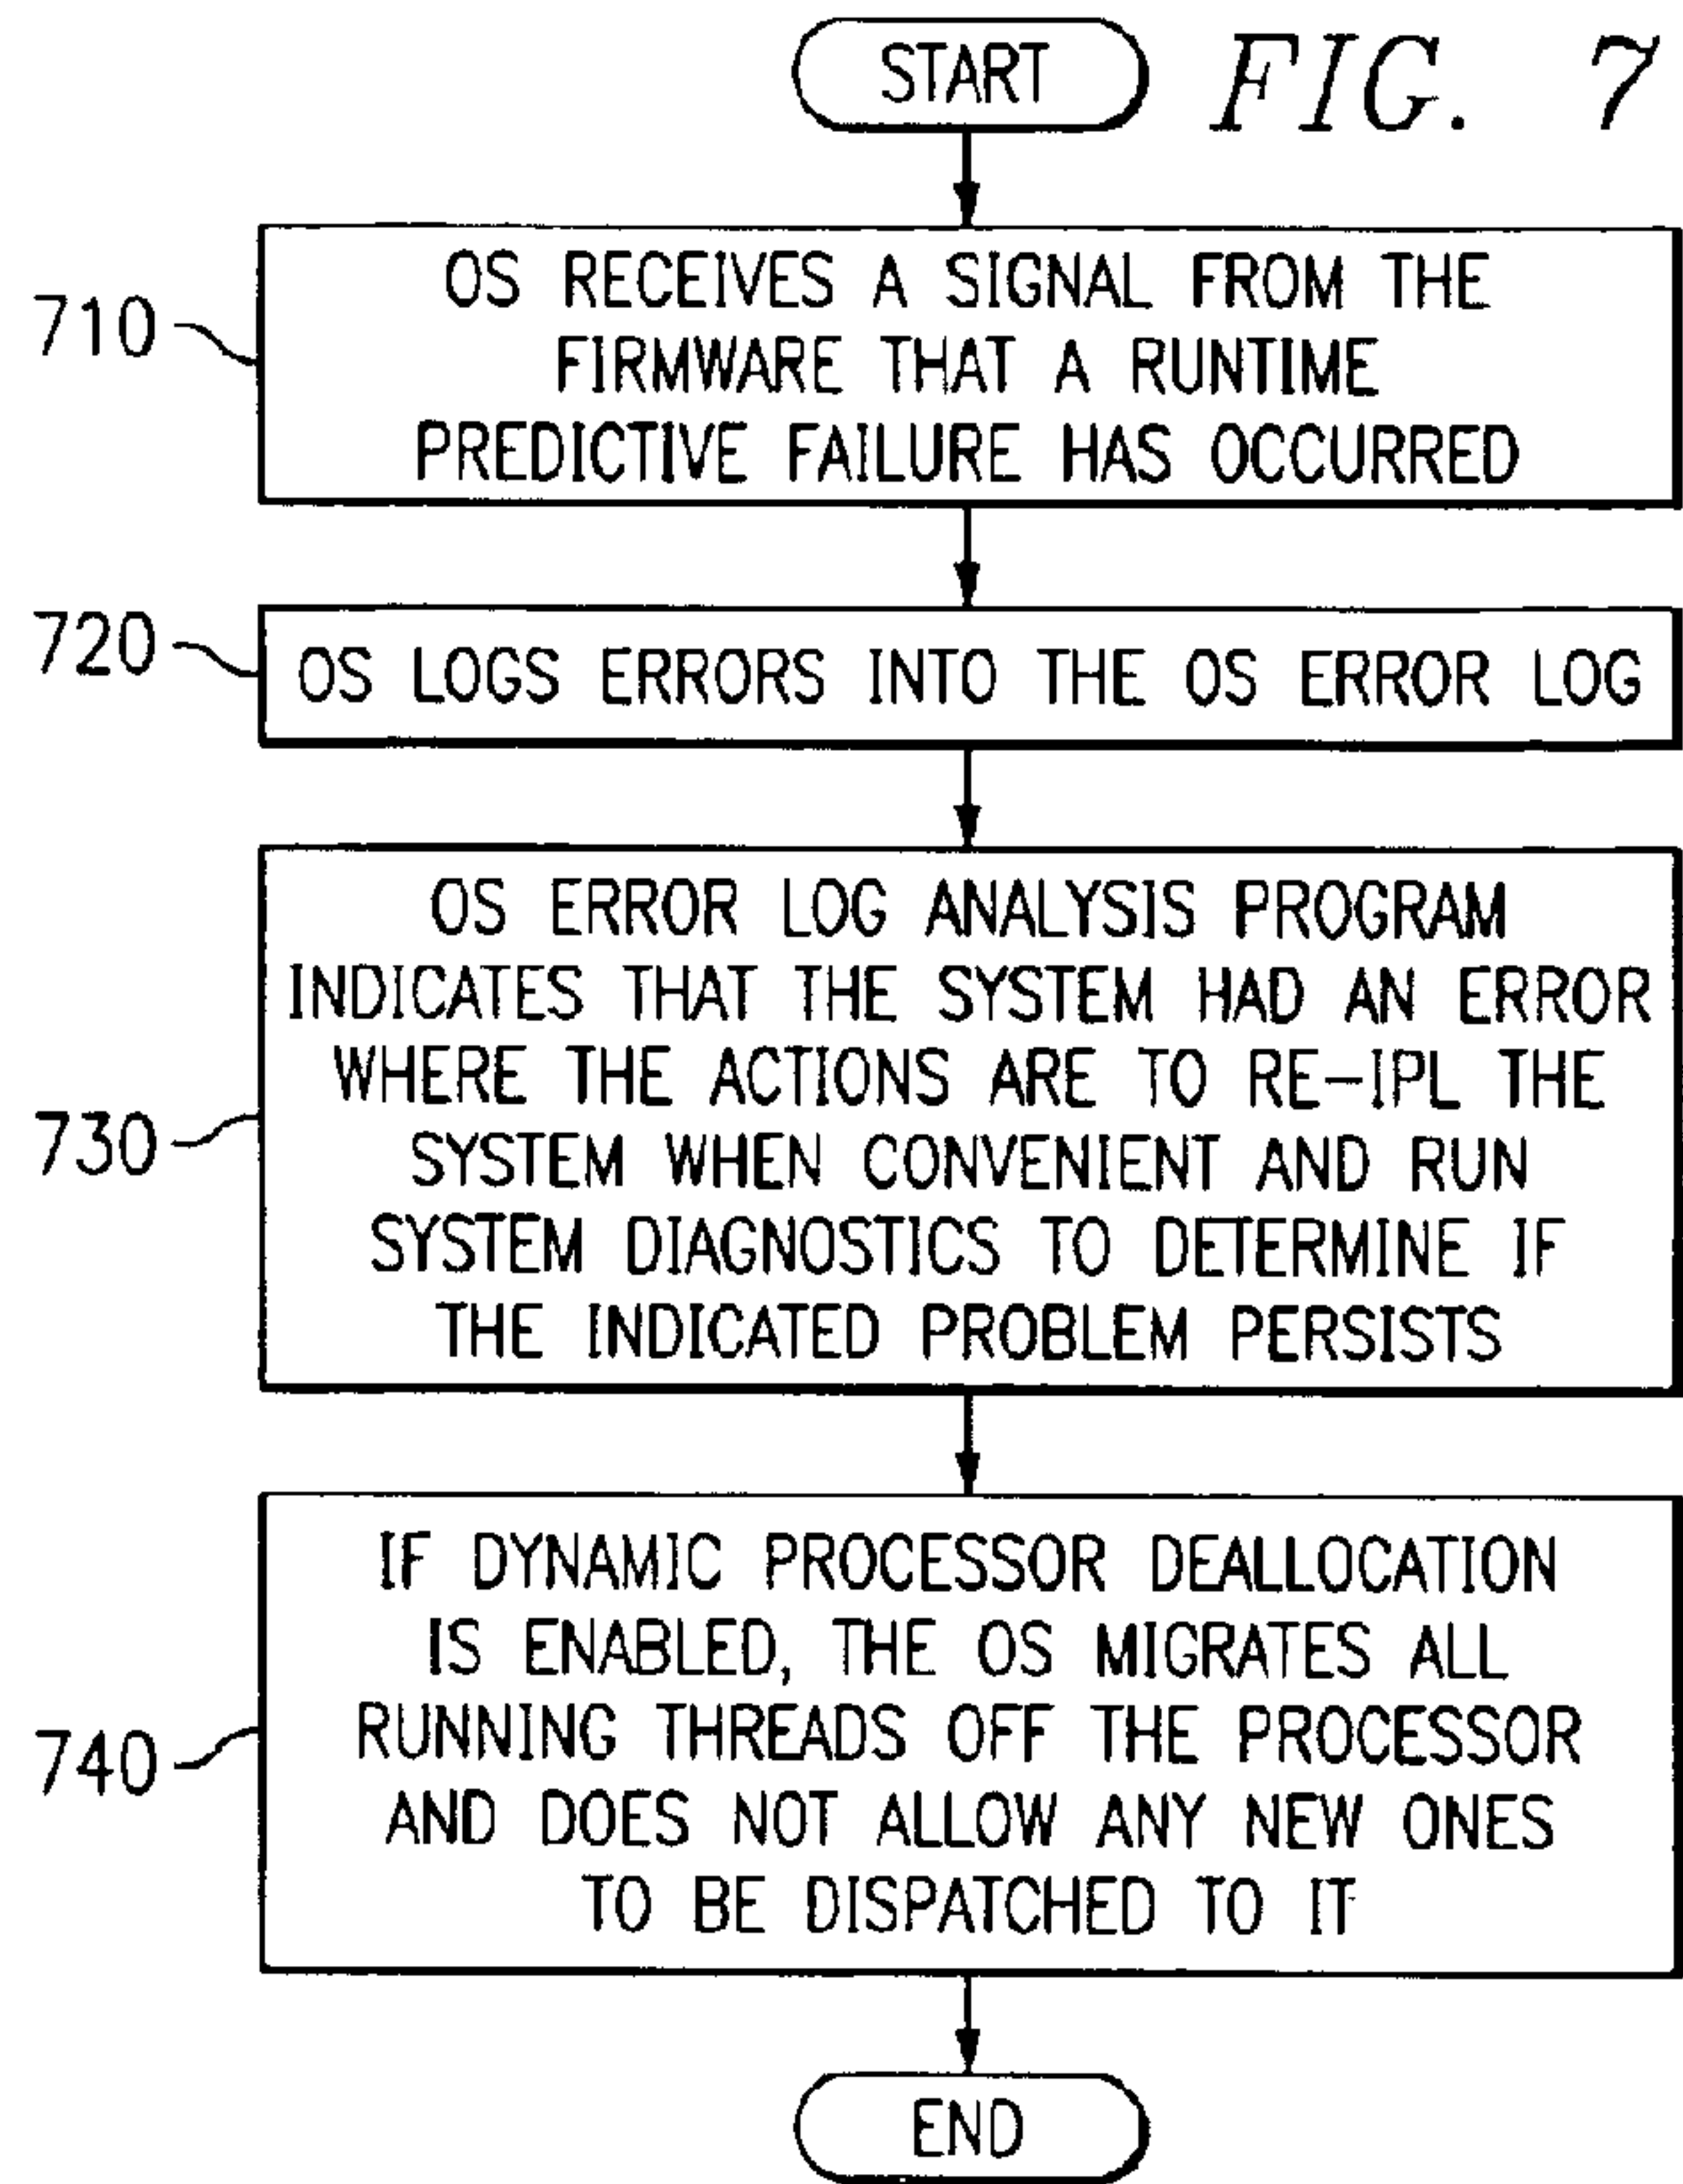 START
FIG. 7
710
OS RECEIVES A SIGNAL FROM THE
FIRMWARE THAT A RUNTIME
PREDICTIVE FAILURE HAS OCCURRED
720
OS LOGS ERRORS INTO THE OS ERROR LOG
730
OS ERROR LOG ANALYSIS PROGRAM
INDICATES THAT THE SYSTEM HAD AN ERROR
WHERE THE ACTIONS ARE TO RE-IPL THE
SYSTEM WHEN CONVENIENT AND RUN
SYSTEM DIAGNOSTICS TO DETERMINE IF
THE INDICATED PROBLEM PERSISTS
740
IF DYNAMIC PROCESSOR DEALLOCATION
IS ENABLED, THE OS MIGRATES ALL
RUNNING THREADS OFF THE PROCESSOR
AND DOES NOT ALLOW ANY NEW ONES
TO BE DISPATCHED TO IT
END